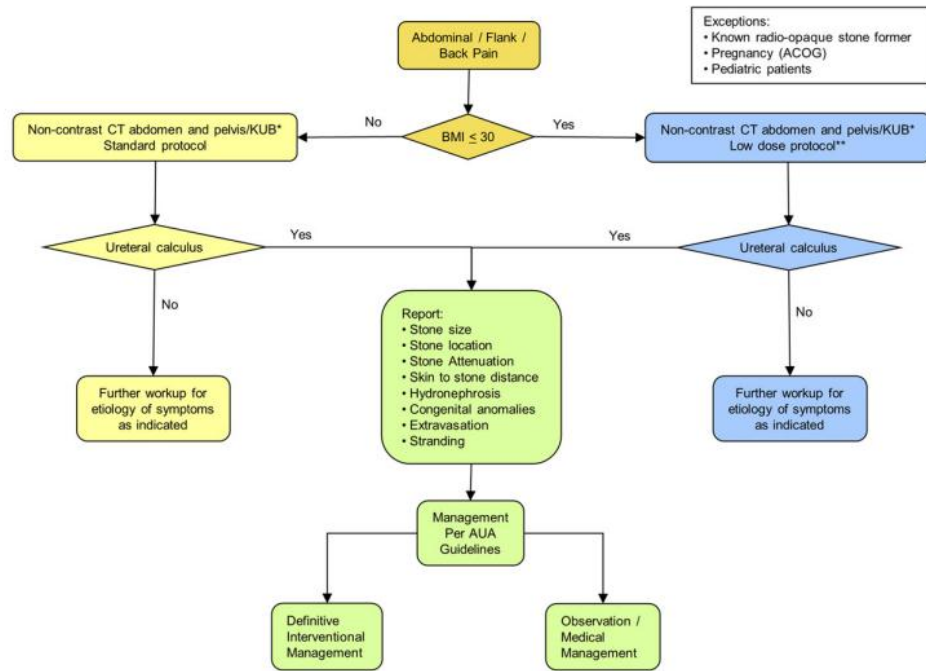 Abdominal / Flank /
Back Pain
Exceptions:
• Known radio-opaque stone former
• Pregnancy (ACOG)
• Pediatric patients
Non-contrast CT abdomen and pelvis/KUB*
Standard protocol
No
BMI ≤ 30
Yes
Non-contrast CT abdomen and pelvis/KUB*
Low dose protocol**
Ureteral calculus
Yes
Yes
Ureteral calculus
No
No
Report:
• Stone size
• Stone location
• Stone Attenuation
• Skin to stone distance
• Hydronephrosis
• Congenital anomalies
• Extravasation
• Stranding
Further workup for
etiology of symptoms
as indicated
Further workup for
etiology of symptoms
as indicated
Management
Per AUA
Guidelines
Definitive
Interventional
Management
Observation /
Medical
Management